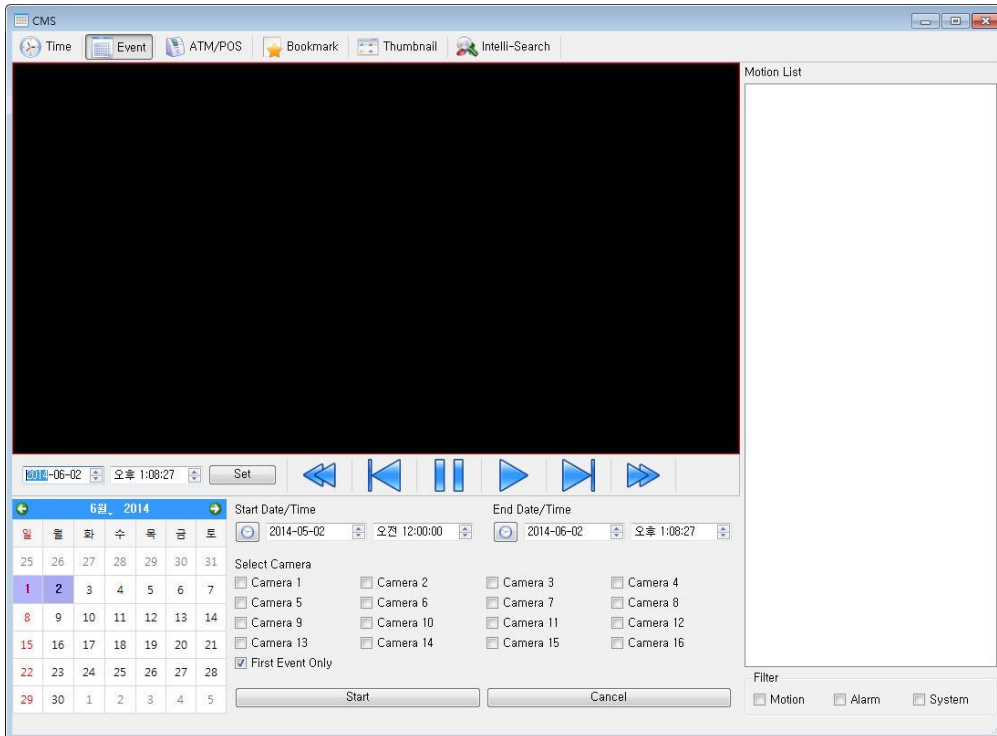 CMS
Time Event ATM/POS Bookmark Thumbnail Intelli-Search
Motion List
2014-06-02 오후 1:08:27 Set
6월, 2014
일 월 화 수 목 금 토
25 26 27 28 29 30 31
1 2 3 4 5 6 7
8 9 10 11 12 13 14
15 16 17 18 19 20 21
22 23 24 25 26 27 28
29 30 1 2 3 4 5
Start Date/Time End Date/Time
2014-05-02 오전 12:00:00 2014-06-02 오후 1:08:27
Select Camera
Camera 1 Camera 2 Camera 3 Camera 4
Camera 5 Camera 6 Camera 7 Camera 8
Camera 9 Camera 10 Camera 11 Camera 12
Camera 13 Camera 14 Camera 15 Camera 16
First Event Only
Start Cancel
Filter
Motion Alarm System